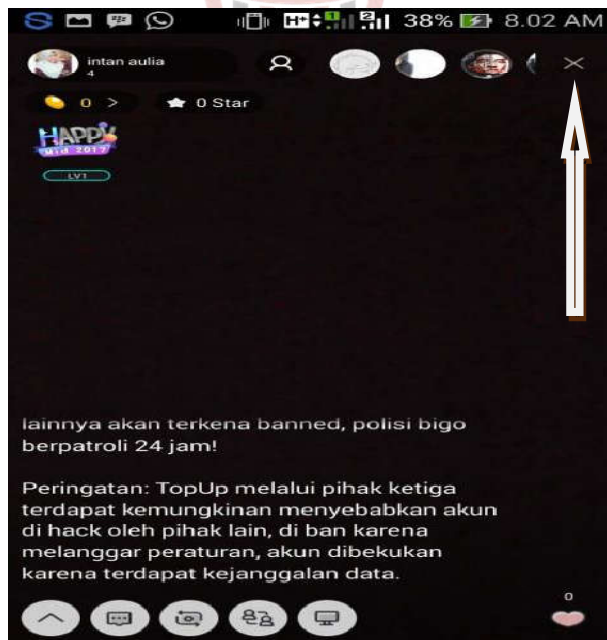 38% 8.02 AM
intan aulia
4
0 > 0 Star
HAPPY
Mid 2017
LV1
lainnya akan terkena banned, polisi bigo
berpatroli 24 jam!
Peringatan: TopUp melalui pihak ketiga
terdapat kemungkinan menyebabkan akun
di hack oleh pihak lain, di ban karena
melanggar peraturan, akun dibekukan
karena terdapat kejanggalan data.
0